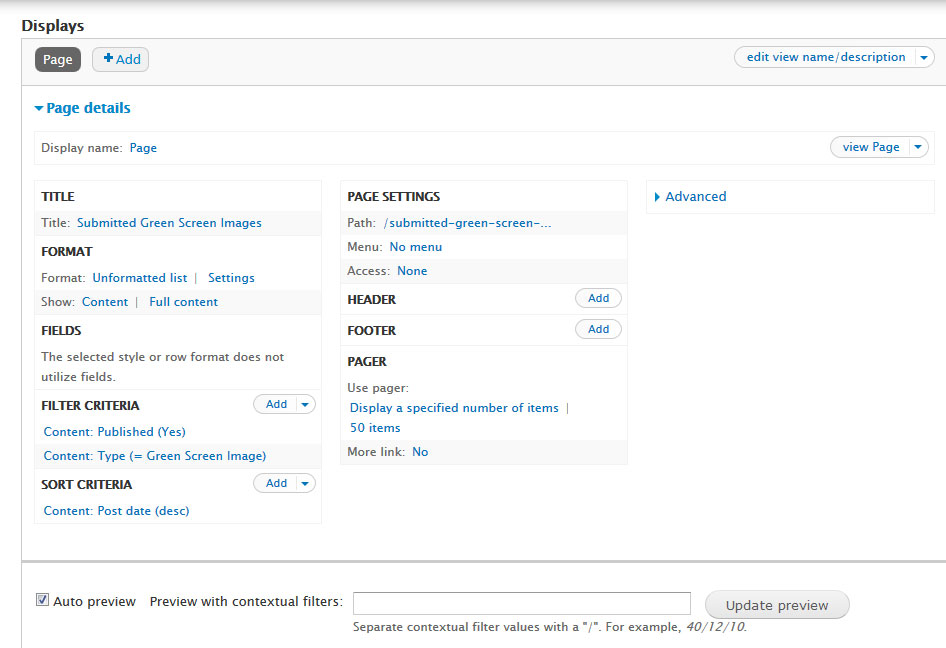 Displays
Page
Add
edit view name/description
Page details
Display name: Page
view Page
TITLE
Title: Submitted Green Screen Images
FORMAT
Format: Unformatted list | Settings
Show: Content | Full content
FIELDS
The selected style or row format does not
utilize fields.
FILTER CRITERIA
Add
Content: Published (Yes)
Content: Type (= Green Screen Image)
SORT CRITERIA
Add
Content: Post date (desc)
PAGE SETTINGS
Path: /submitted-green-screen-...
Menu: No menu
Access: None
HEADER
Add
FOOTER
Add
PAGER
Use pager:
Display a specified number of items |
50 items
More link: No
Advanced
Auto preview
Preview with contextual filters:
Update preview
Separate contextual filter values with a "/". For example, 40/12/10.